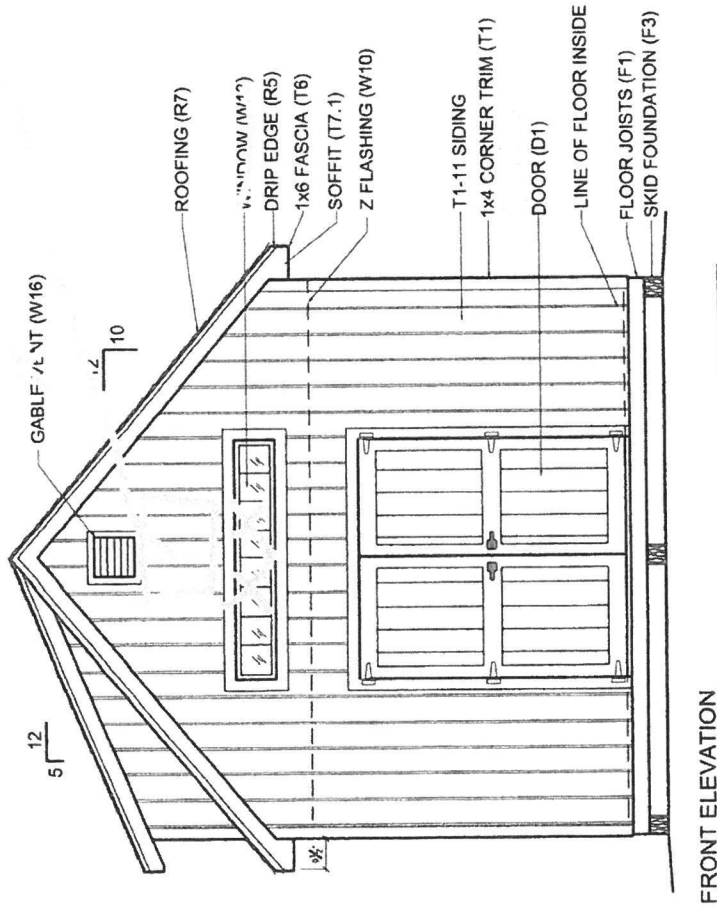 GABLE VENT (W16)
12
5
10
ROOFING (R7)
DRIP EDGE (R5)
1x6 FASCIA (T6)
SOFFIT (T7.1)
Z FLASHING (W10)
T1-11 SIDING
1x4 CORNER TRIM (T1)
DOOR (D1)
LINE OF FLOOR INSIDE
FLOOR JOISTS (F1)
SKID FOUNDATION (F3)
FRONT ELEVATION